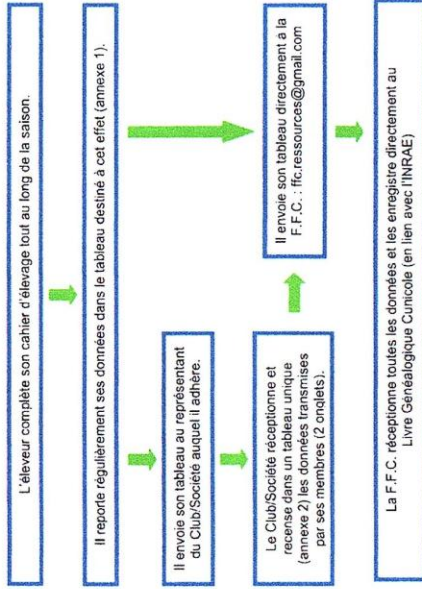 L'éleveur complète son cahier d'élevage tout au long de la saison.
Il reporte régulièrement ses données dans le tableau destiné à cet effet (annexe 1).
Il envoie son tableau au représentant
du Club/Société auquel il adhère.
Le Club/Société réceptionne et
recense dans un tableau unique
(annexe 2) les données transmises
par ses membres (2 onglets).
Il envoie son tableau directement à la
F.F.C. : ffc.ressources@gmail.com
La F.F.C. réceptionne toutes les données et les enregistre directement au
Livre Généalogique Cunicole (en lien avec l'INRAE)